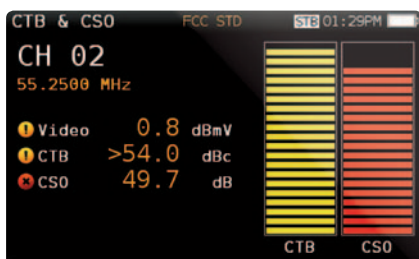 CTB & CSO FCC STD STB 01:29PM
CH 02
55.2500 MHz
! Video 0.8 dBmV
! CTB >54.0 dBc
× CSO 49.7 dB
CTB CSO